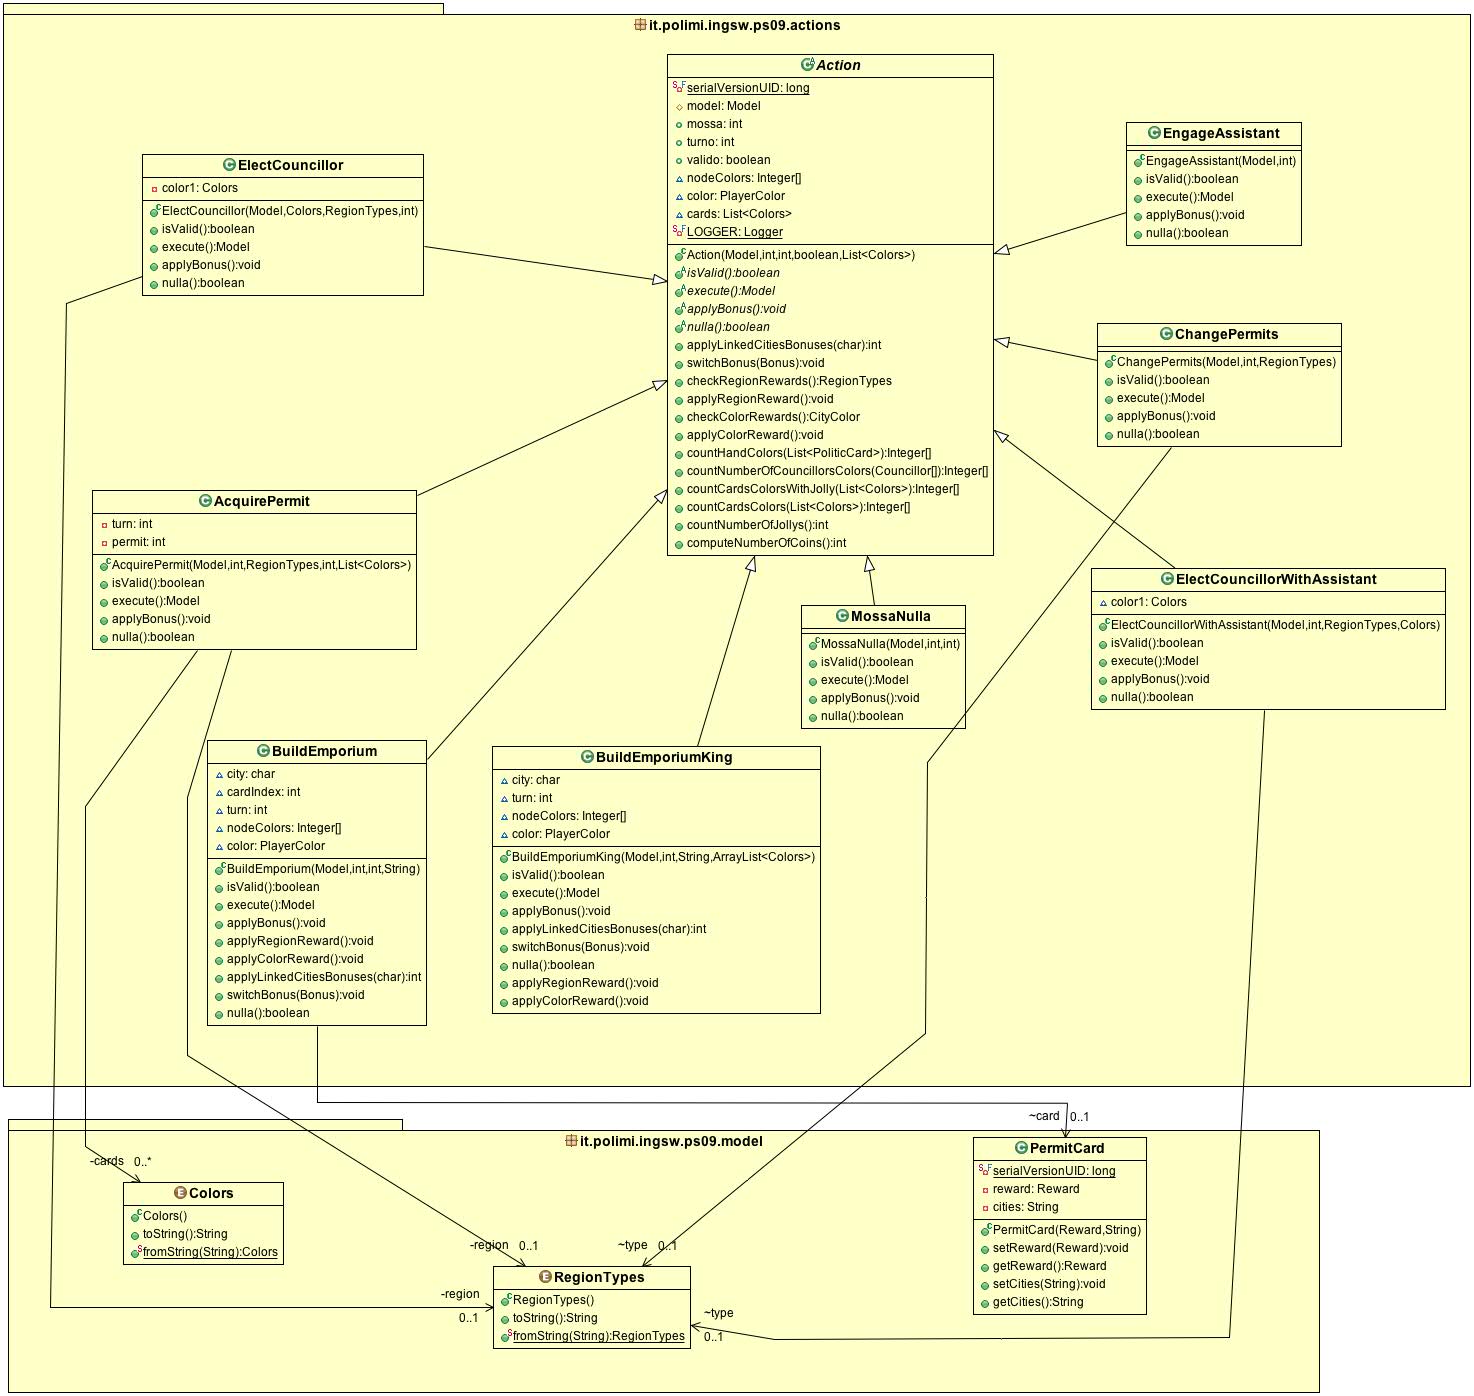 it.polimi.ingsw.ps09.actions
Action
serialVersionUID: long
model: Model
mossa: int
turno: int
valido: boolean
nodeColors: Integer[]
color: PlayerColor
cards: List<Colors>
LOGGER: Logger
Action(Model,int,int,boolean,List<Colors>)
isValid():boolean
execute():Model
applyBonus():void
nulla():boolean
applyLinkedCitiesBonuses(char):int
switchBonus(Bonus):void
checkRegionRewards():RegionTypes
applyRegionReward():void
checkColorRewards():CityColor
applyColorReward():void
countHandColors(List<PoliticCard>):Integer[]
countNumberOfCouncillorsColors(Councillor[]):Integer[]
countCardsColorsWithJolly(List<Colors>):Integer[]
countCardsColors(List<Colors>):Integer[]
countNumberOfJollys():int
computeNumberOfCoins():int
EngageAssistant
EngageAssistant(Model,int)
isValid():boolean
execute():Model
applyBonus():void
nulla():boolean
ElectCouncillor
color1: Colors
ElectCouncillor(Model,Colors,RegionTypes,int)
isValid():boolean
execute():Model
applyBonus():void
nulla():boolean
ChangePermits
ChangePermits(Model,int,RegionTypes)
isValid():boolean
execute():Model
applyBonus():void
nulla():boolean
AcquirePermit
turn: int
permit: int
AcquirePermit(Model,int,RegionTypes,int,List<Colors>)
isValid():boolean
execute():Model
applyBonus():void
nulla():boolean
ElectCouncillorWithAssistant
color1: Colors
ElectCouncillorWithAssistant(Model,int,RegionTypes,Colors)
isValid():boolean
execute():Model
applyBonus():void
nulla():boolean
MossaNulla
MossaNulla(Model,int,int)
isValid():boolean
execute():Model
applyBonus():void
nulla():boolean
BuildEmporium
city: char
cardIndex: int
turn: int
nodeColors: Integer[]
color: PlayerColor
BuildEmporium(Model,int,int,String)
isValid():boolean
execute():Model
applyBonus():void
applyRegionReward():void
applyColorReward():void
applyLinkedCitiesBonuses(char):int
switchBonus(Bonus):void
nulla():boolean
BuildEmporiumKing
city: char
turn: int
nodeColors: Integer[]
color: PlayerColor
BuildEmporiumKing(Model,int,String,ArrayList<Colors>)
isValid():boolean
execute():Model
applyBonus():void
applyLinkedCitiesBonuses(char):int
switchBonus(Bonus):void
nulla():boolean
applyRegionReward():void
applyColorReward():void
~card 0..1
it.polimi.ingsw.ps09.model
PermitCard
serialVersionUID: long
reward: Reward
cities: String
PermitCard(Reward,String)
setReward(Reward):void
getReward():Reward
setCities(String):void
getCities():String
-cards 0..*
Colors
Colors()
toString():String
fromString(String):Colors
-region 0..1
~type 0..1
RegionTypes
RegionTypes()
toString():String
fromString(String):RegionTypes
-region
0..1
~type
0..1